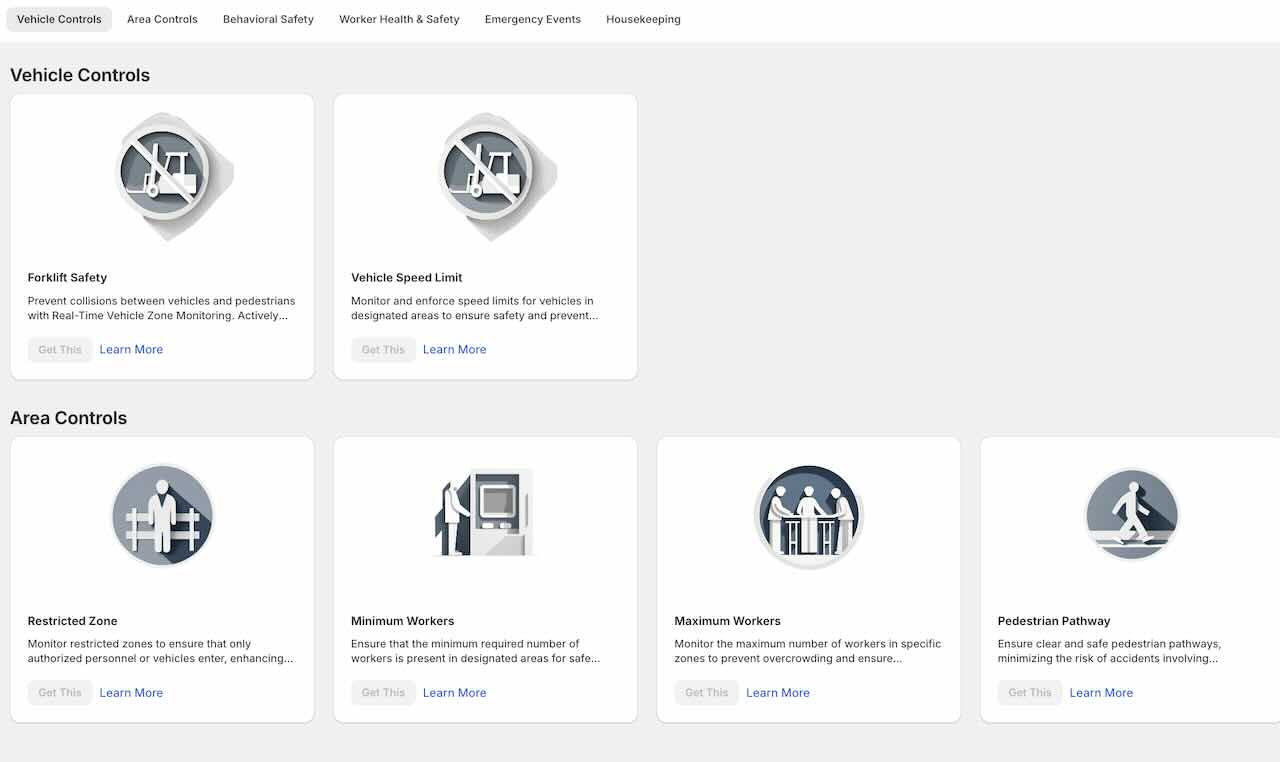 Vehicle Controls
Area Controls
Behavioral Safety
Worker Health & Safety
Emergency Events
Housekeeping
Vehicle Controls
Forklift Safety
Prevent collisions between vehicles and pedestrians
with Real-Time Vehicle Zone Monitoring. Actively...
Get This
Learn More
Vehicle Speed Limit
Monitor and enforce speed limits for vehicles in
designated areas to ensure safety and prevent...
Get This
Learn More
Area Controls
Restricted Zone
Monitor restricted zones to ensure that only
authorized personnel or vehicles enter, enhancing...
Get This
Learn More
Minimum Workers
Ensure that the minimum required number of
workers is present in designated areas for safe...
Get This
Learn More
Maximum Workers
Monitor the maximum number of workers in specific
zones to prevent overcrowding and ensure...
Get This
Learn More
Pedestrian Pathway
Ensure clear and safe pedestrian pathways,
minimizing the risk of accidents involving...
Get This
Learn More